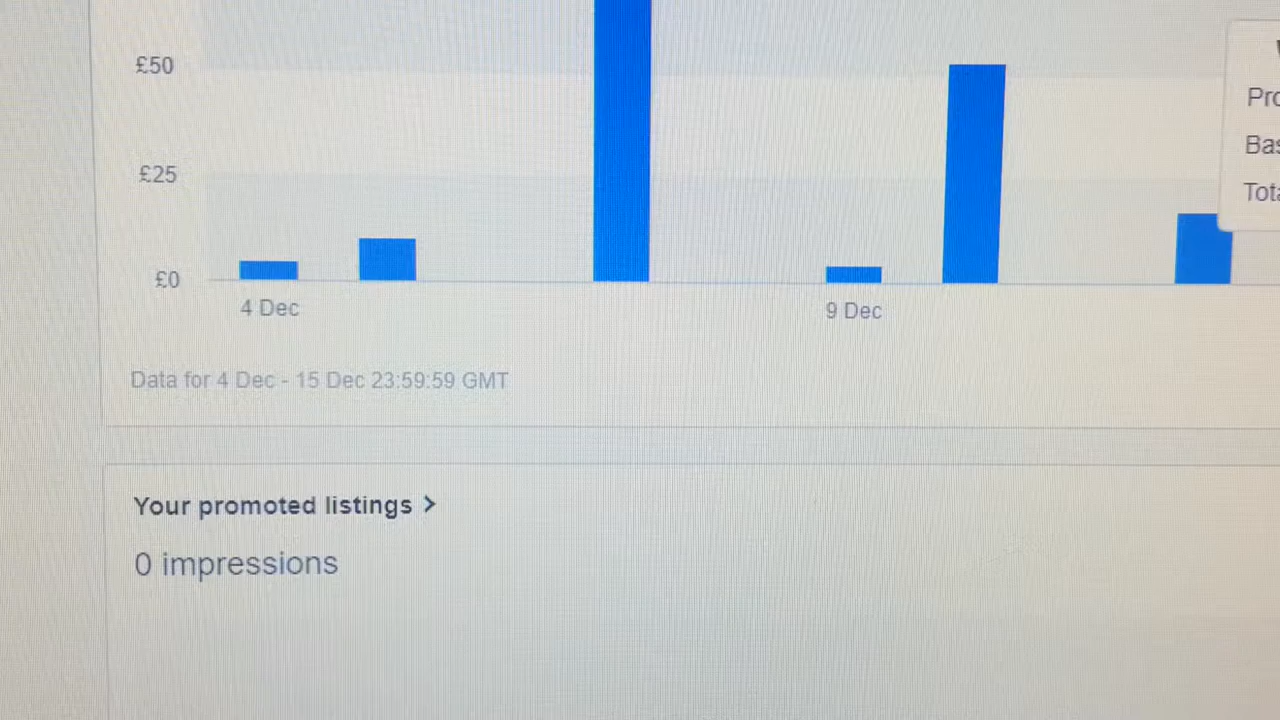 £50
£25
£0
4 Dec
9 Dec
Data for 4 Dec - 15 Dec 23:59:59 GMT
Your promoted listings >
0 impressions